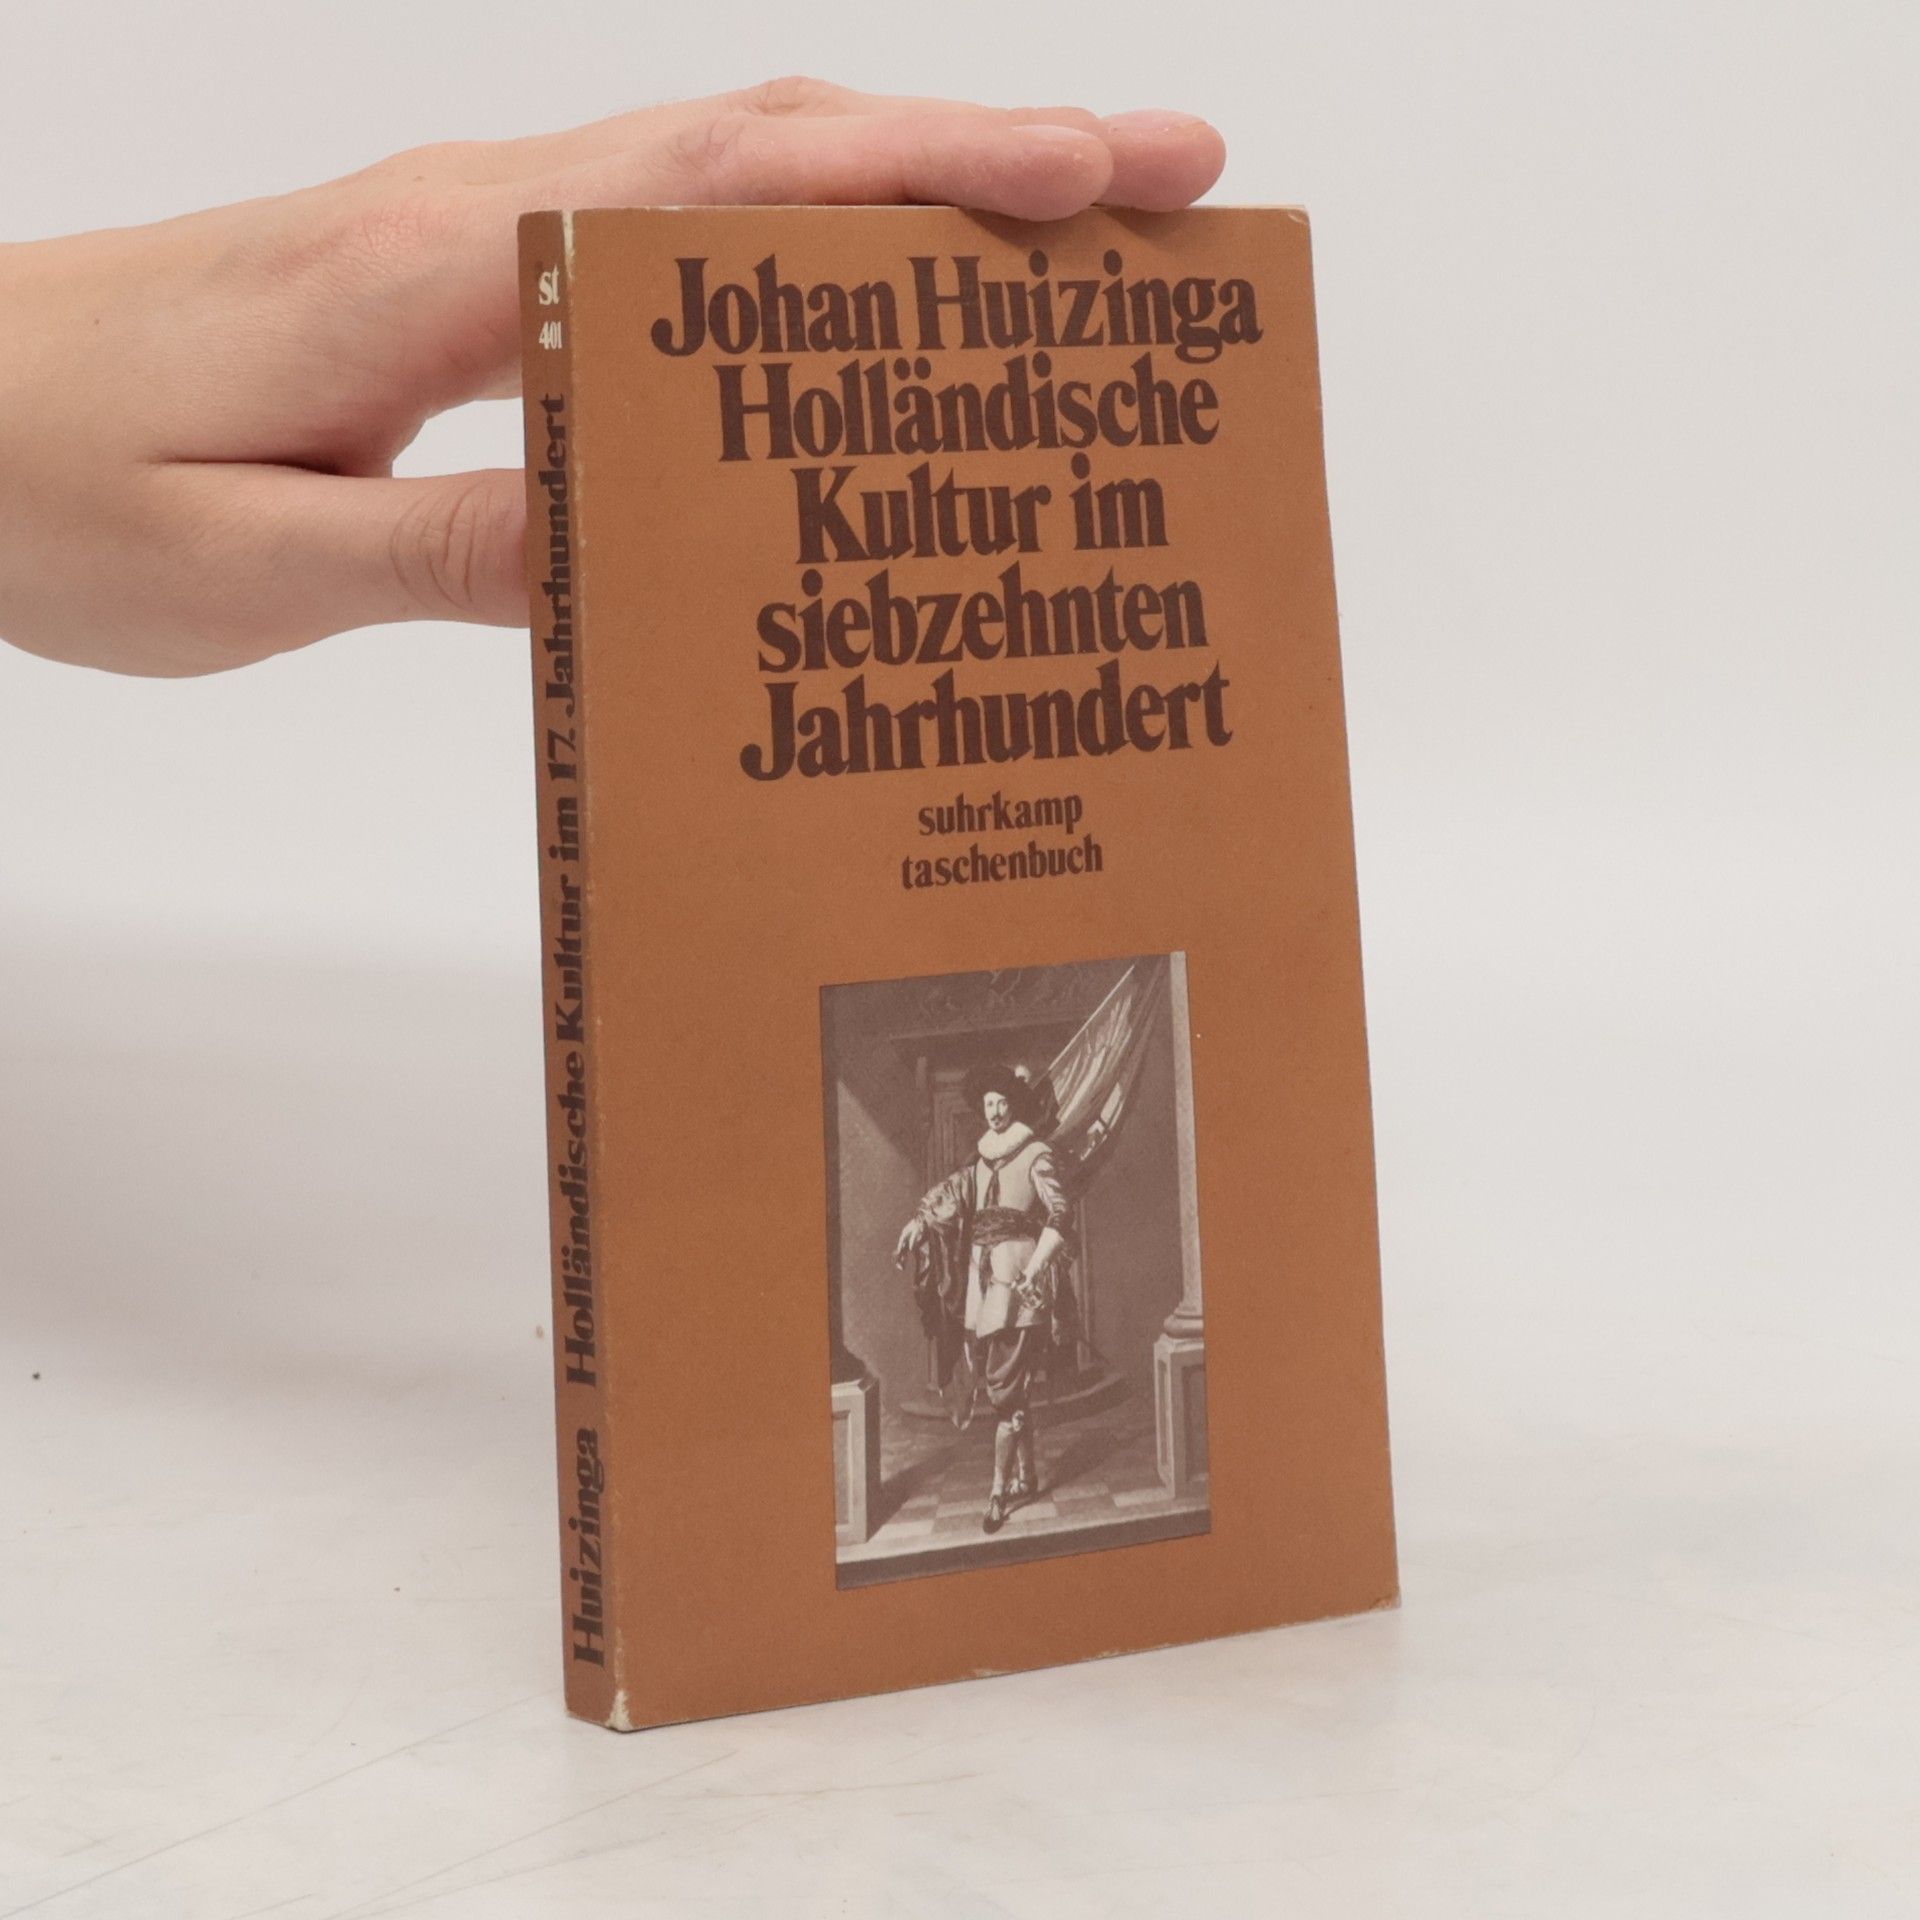 Johan Huizinga
Holländische
Kultur im
siebzehnten
Jahrhundert
suhrkamp
taschenbuch
st
401
Huizinga Holländische Kultur im 17. Jahrhundert